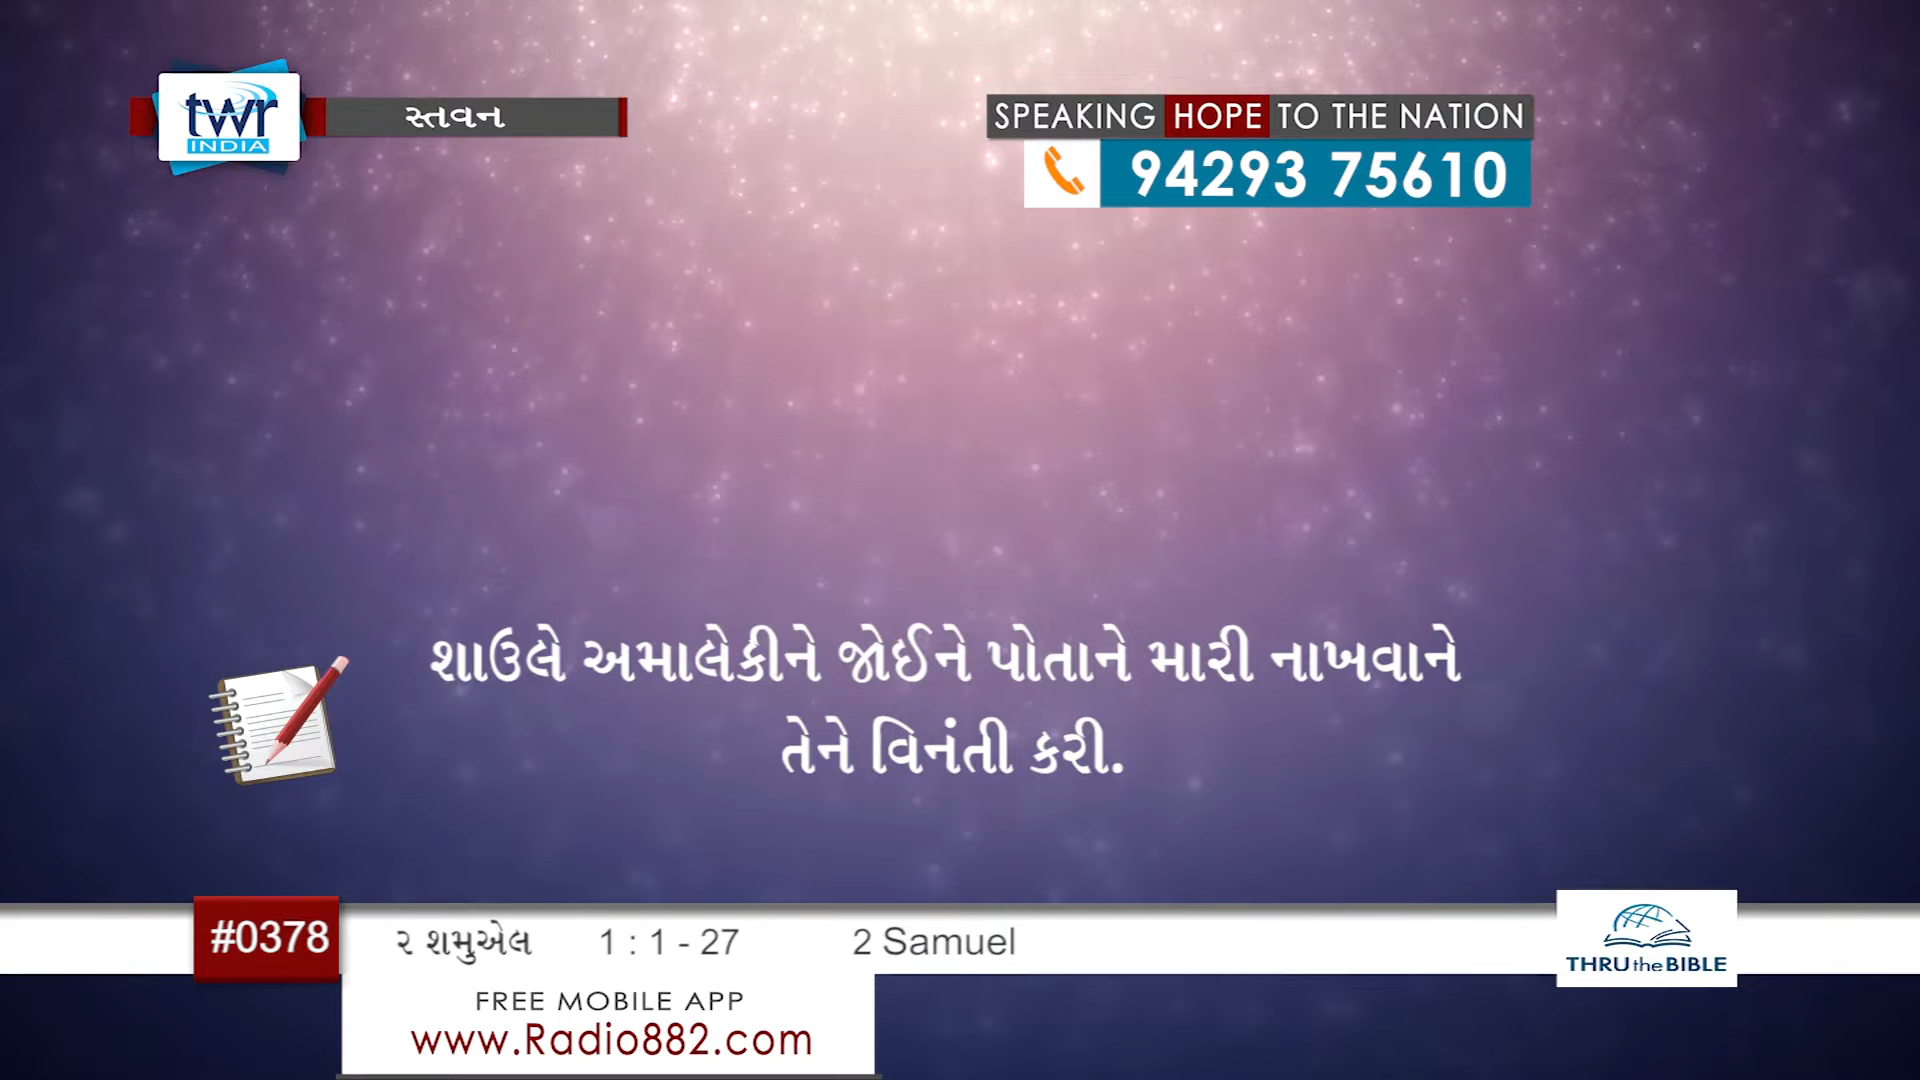 twr
INDIA
સ્તવન
SPEAKING HOPE TO THE NATION
94293 75610
શાઉલે અમાલેકીને જોઈને પોતાને મારી નાખવાને
તેને વિનંતી કરી.
#0378 ૨ શમુએલ 1 : 1 - 27 2 Samuel
THRU the BIBLE
FREE MOBILE APP
www.Radio882.com